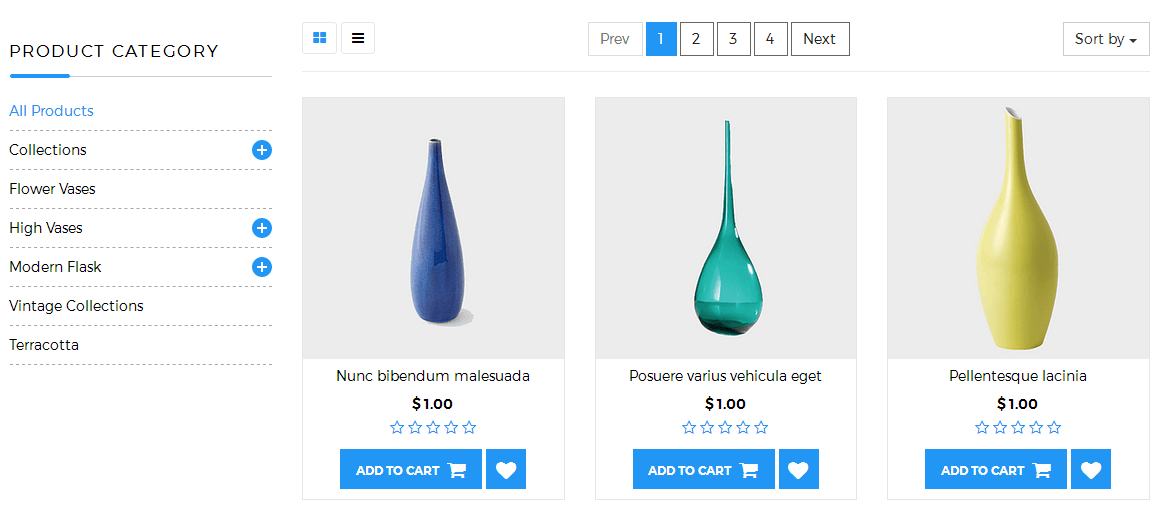 PRODUCT CATEGORY
All Products
Collections
Flower Vases
High Vases
Modern Flask
Vintage Collections
Terracotta
Prev 1 2 3 4 Next
Sort by
Nunc bibendum malesuada
$1.00
ADD TO CART
Posuere varius vehicula eget
$1.00
ADD TO CART
Pellentesque lacinia
$1.00
ADD TO CART